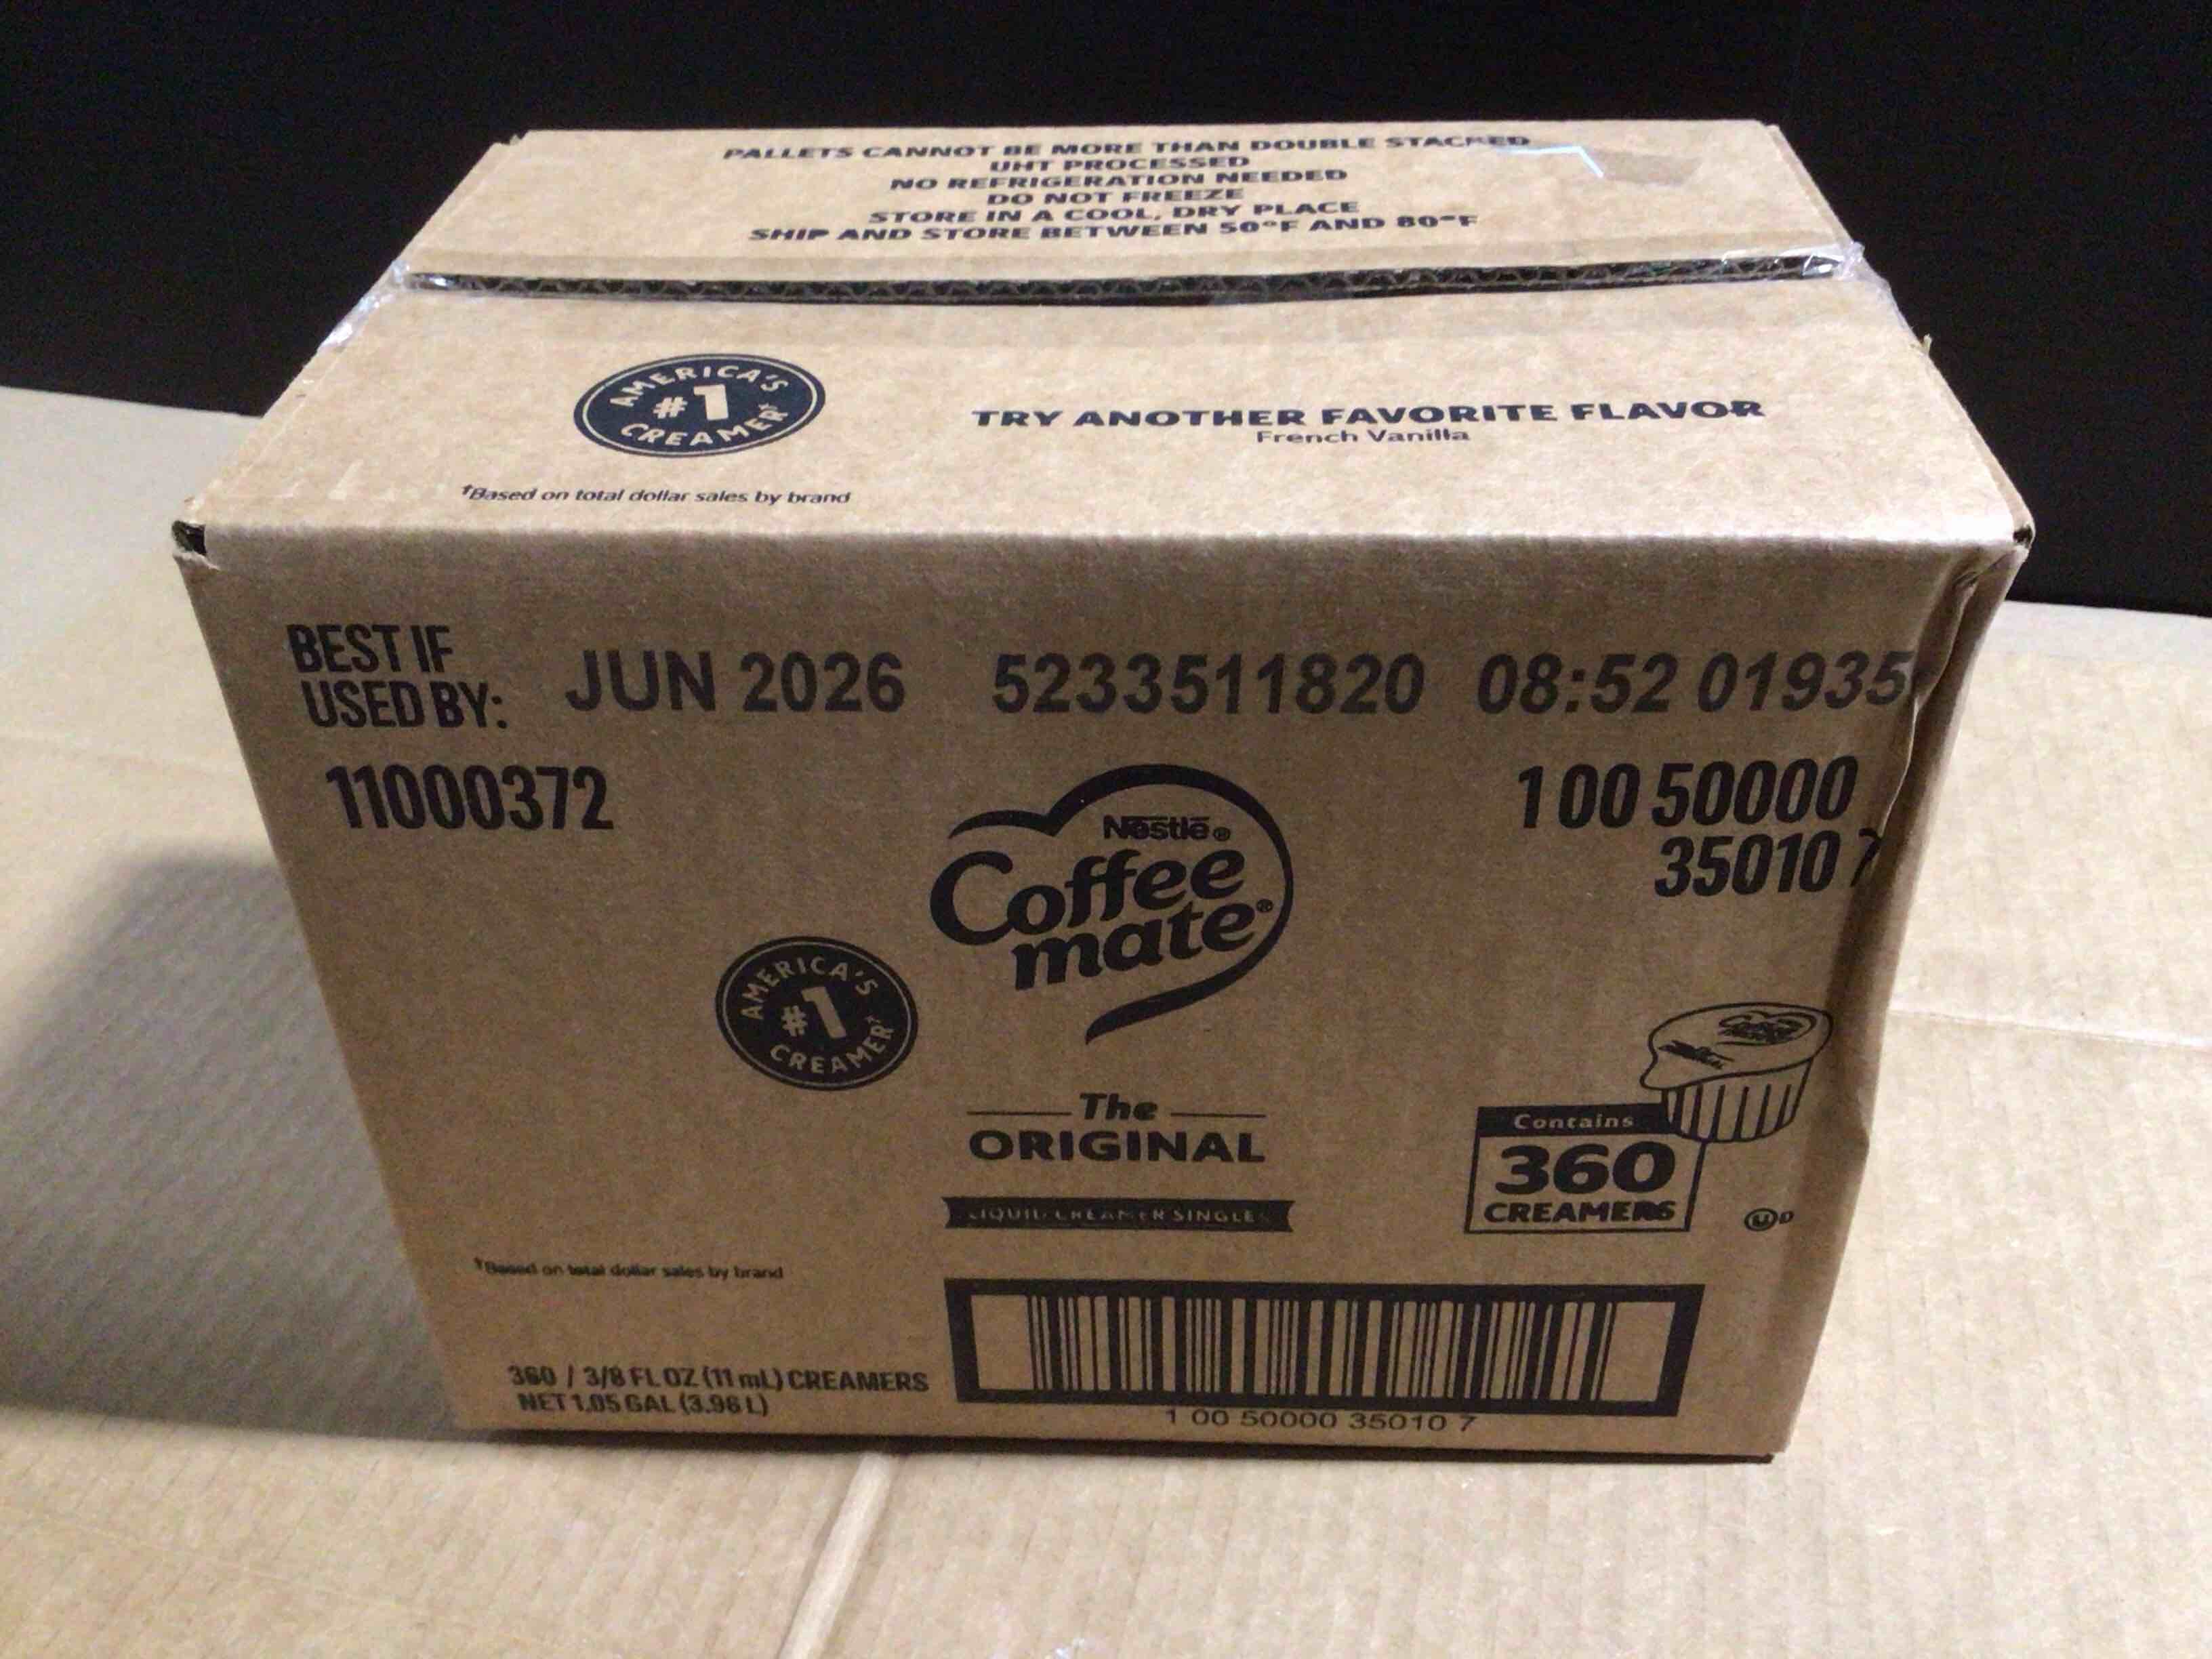 PALLETS CANNOT BE MORE THAN DOUBLE STACKED
UHT PROCESSED
NO REFRIGERATION NEEDED
DO NOT FREEZE
STORE IN A COOL, DRY PLACE
SHIP AND STORE BETWEEN 50°F AND 80°F
AMERICA'S
#1
CREAMER†
TRY ANOTHER FAVORITE FLAVOR
French Vanilla
†Based on total dollar sales by brand
BEST IF
USED BY:
JUN 2026 5233511820 08:52 01935
11000372
1 00 50000
35010 7
Nestlé®
Coffee
mate®
AMERICA'S
#1
CREAMER†
The
ORIGINAL
LIQUID CREAMER SINGLES
Contains
360
CREAMERS
U D
†Based on total dollar sales by brand
360 / 3/8 FL OZ (11 mL) CREAMERS
NET 1.05 GAL (3.96 L)
1 00 50000 35010 7